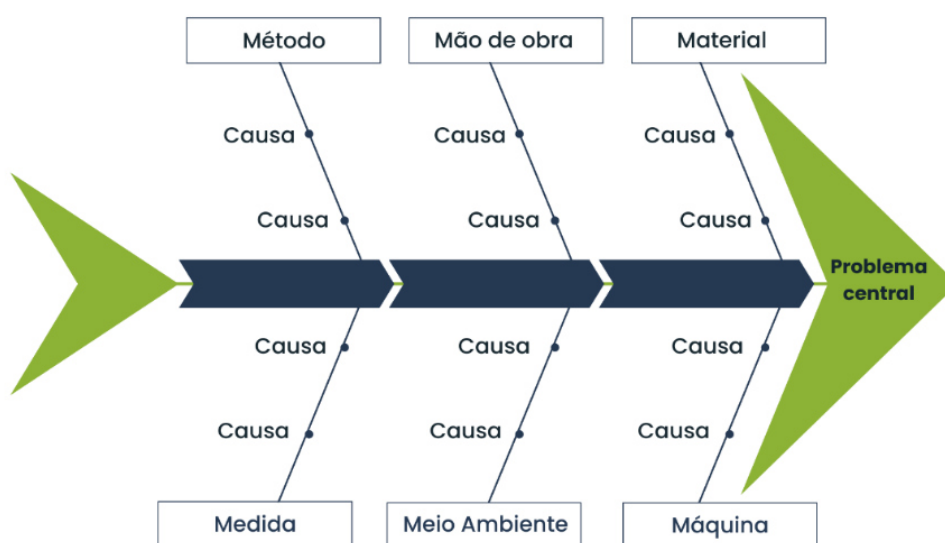 Método
Mão de obra
Material
Causa
Causa
Causa
Causa
Causa
Causa
Problema
central
Causa
Causa
Causa
Causa
Causa
Causa
Medida
Meio Ambiente
Máquina